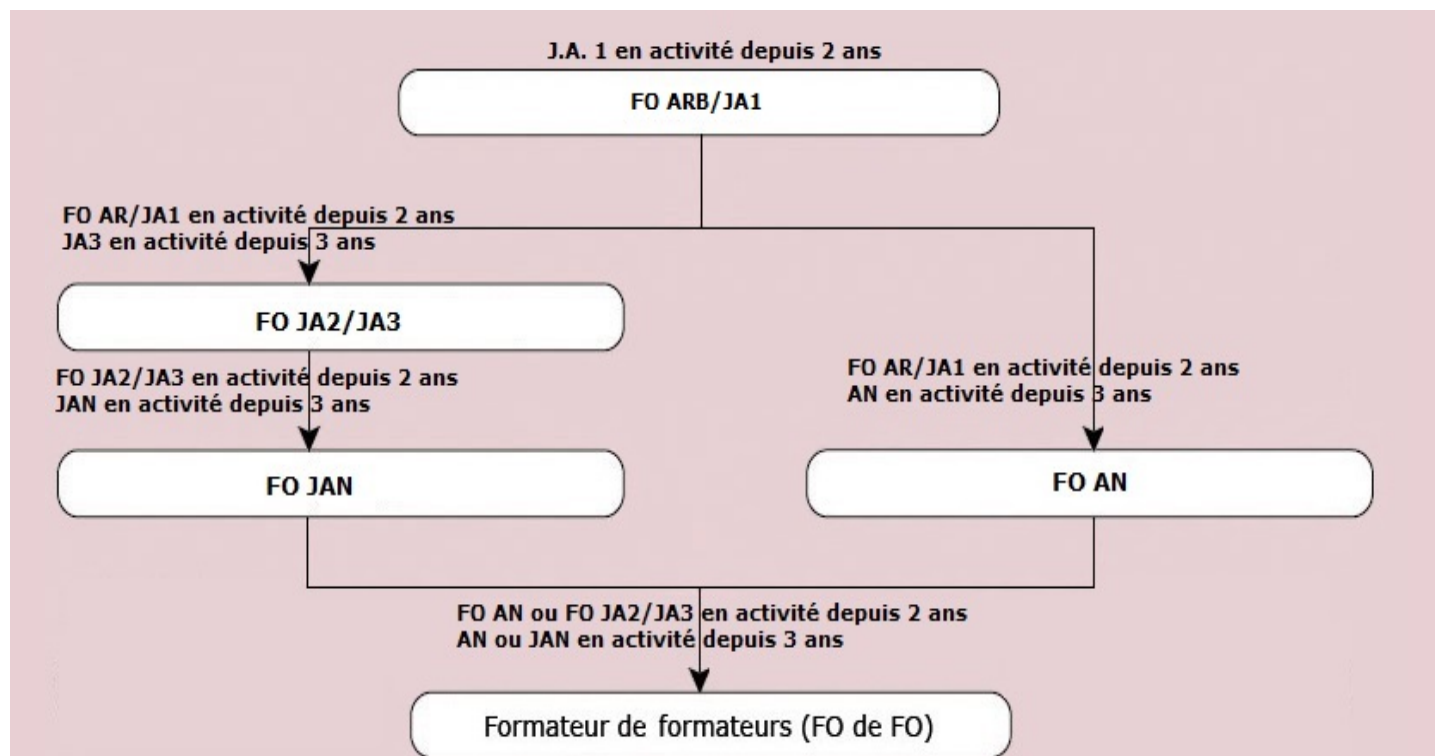 J.A. 1 en activité depuis 2 ans
FO ARB/JA1
FO AR/JA1 en activité depuis 2 ans
JA3 en activité depuis 3 ans
FO JA2/JA3
FO JA2/JA3 en activité depuis 2 ans
JAN en activité depuis 3 ans
FO AR/JA1 en activité depuis 2 ans
AN en activité depuis 3 ans
FO JAN
FO AN
FO AN ou FO JA2/JA3 en activité depuis 2 ans
AN ou JAN en activité depuis 3 ans
Formateur de formateurs (FO de FO)